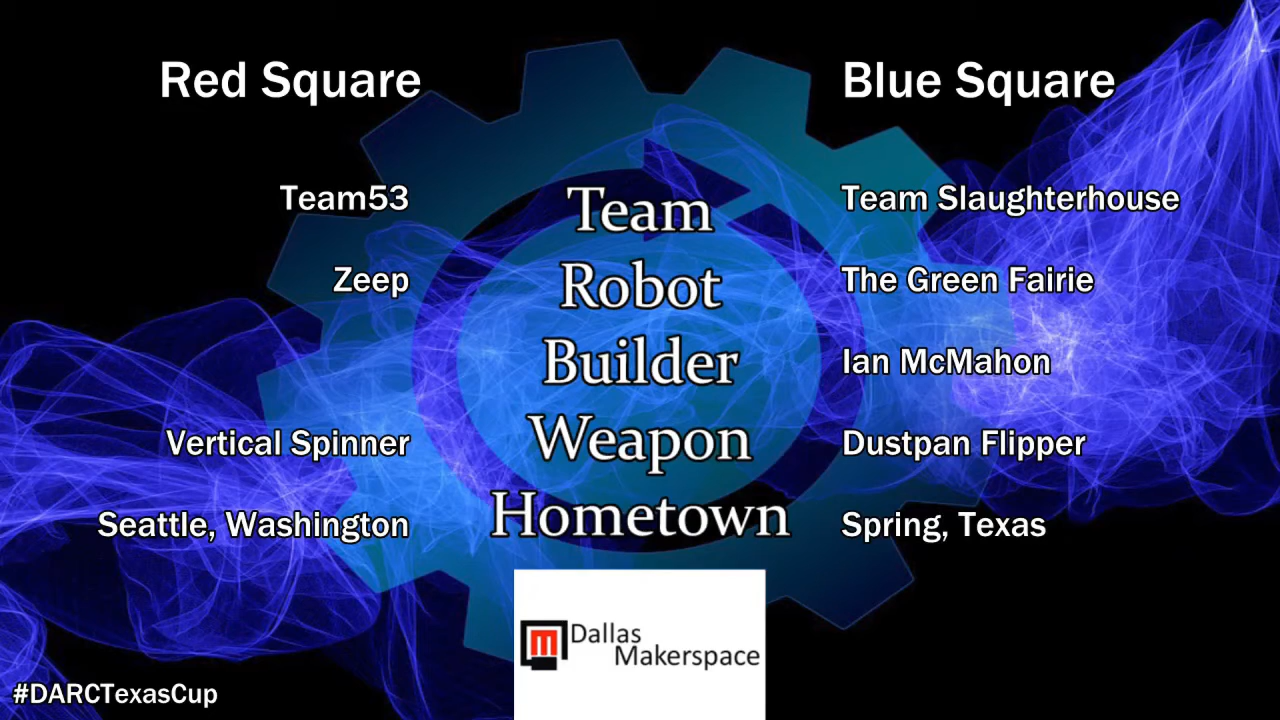 Red Square
Blue Square
Team53
Team
Team Slaughterhouse
Zeep
Robot
The Green Fairie
Builder
Ian McMahon
Vertical Spinner
Weapon
Dustpan Flipper
Seattle, Washington
Hometown
Spring, Texas
Dallas
Makerspace
#DARCTexasCup